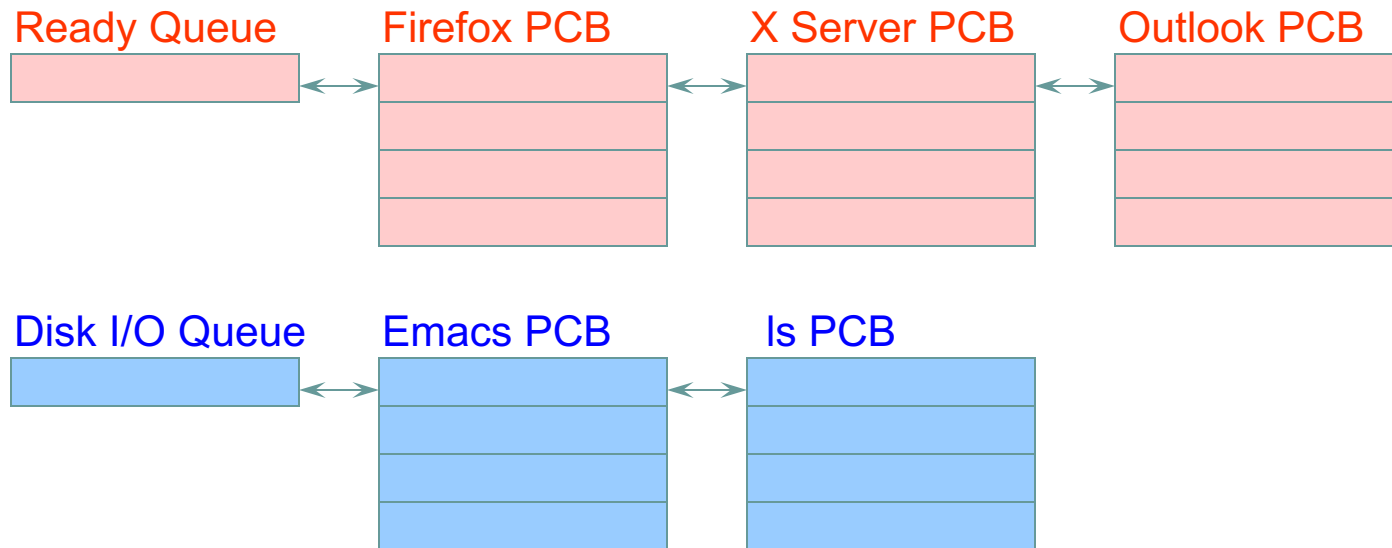 Ready Queue Firefox PCB X Server PCB Outlook PCB
Disk I/O Queue Emacs PCB ls PCB